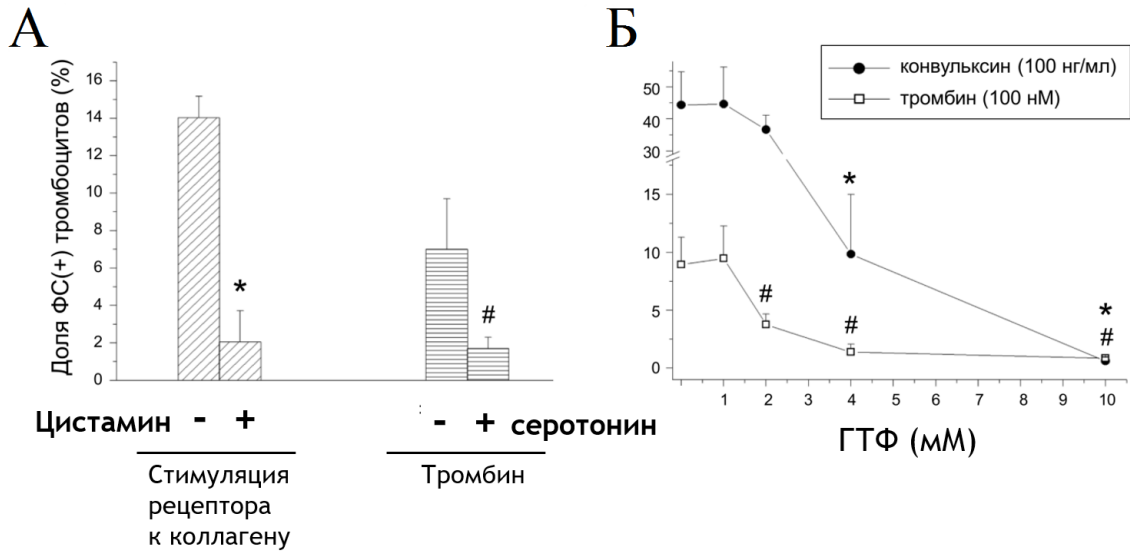 А
Доля ФС(+) тромбоцитов (%)
16
14
12
10
8
6
4
2
0
*
#
Цистамин - +
- + серотонин
:
Стимуляция
рецептора
к коллагену
Тромбин
Б
конвульксин (100 нг/мл)
тромбин (100 нМ)
50
40
30
15
10
5
0
*
#
#
*
#
1 2 3 4 5 6 7 8 9 10
ГТФ (мМ)